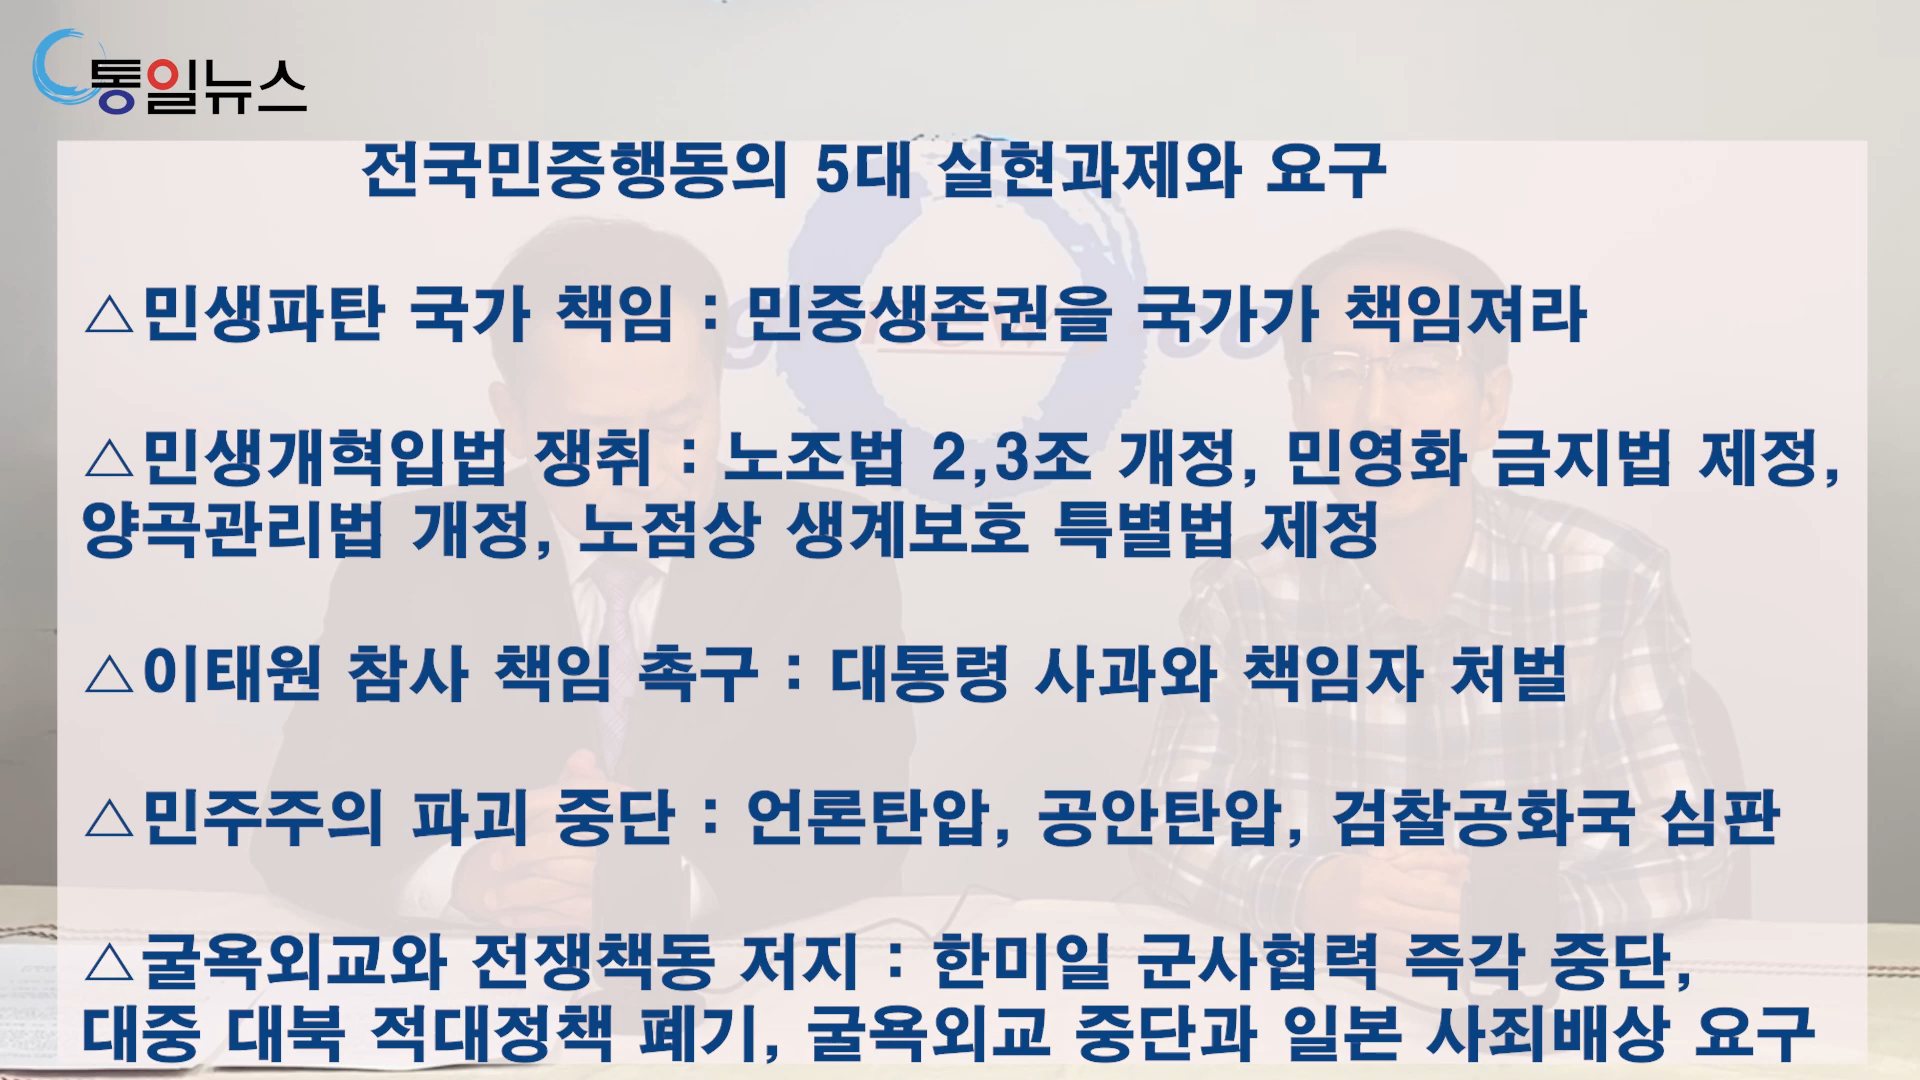 통일뉴스
전국민중행동의 5대 실현과제와 요구
△민생파탄 국가 책임 : 민중생존권을 국가가 책임져라
△민생개혁입법 쟁취 : 노조법 2,3조 개정, 민영화 금지법 제정,
양곡관리법 개정, 노점상 생계보호 특별법 제정
△이태원 참사 책임 촉구 : 대통령 사과와 책임자 처벌
△민주주의 파괴 중단 : 언론탄압, 공안탄압, 검찰공화국 심판
△굴욕외교와 전쟁책동 저지 : 한미일 군사협력 즉각 중단,
대중 대북 적대정책 폐기, 굴욕외교 중단과 일본 사죄배상 요구